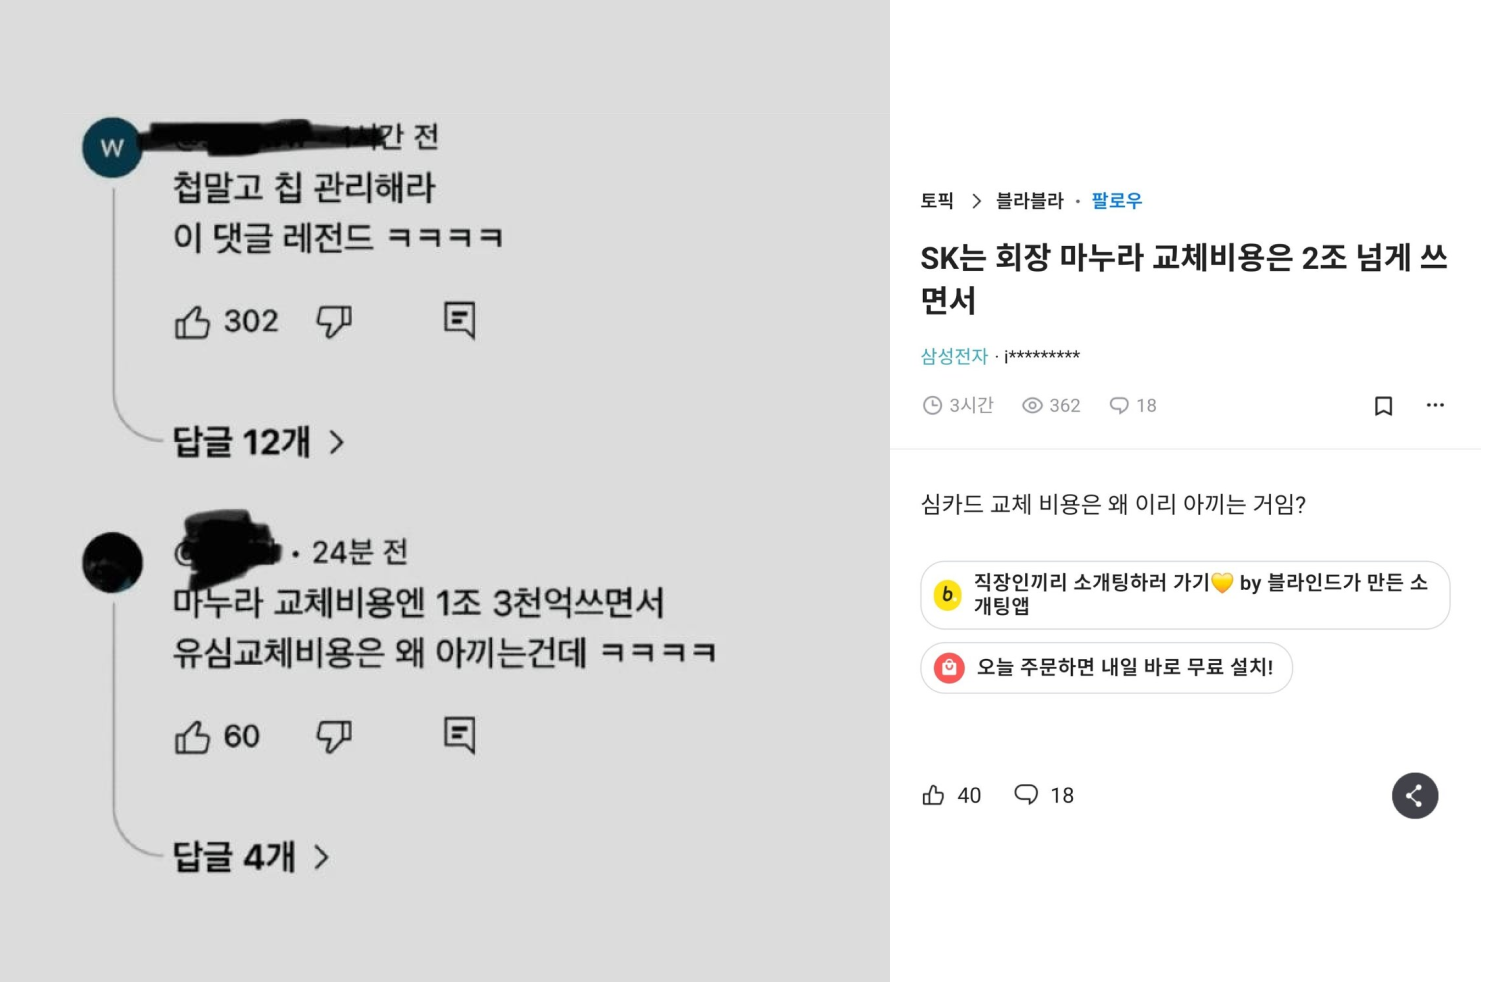 W
시간 전
첩말고 칩 관리해라
이 댓글 레전드 ㅋㅋㅋㅋ
302
답글 12개 >
· 24분 전
마누라 교체비용엔 1조 3천억쓰면서
유심교체비용은 왜 아끼는건데 ㅋㅋㅋㅋ
60
답글 4개 >
토픽 > 블라블라 · 팔로우
SK는 회장 마누라 교체비용은 2조 넘게 쓰
면서
삼성전자 · i*********
3시간 362 18
심카드 교체 비용은 왜 이리 아끼는 거임?
b 직장인끼리 소개팅하러 가기💛 by 블라인드가 만든 소
개팅앱
오늘 주문하면 내일 바로 무료 설치!
40 18